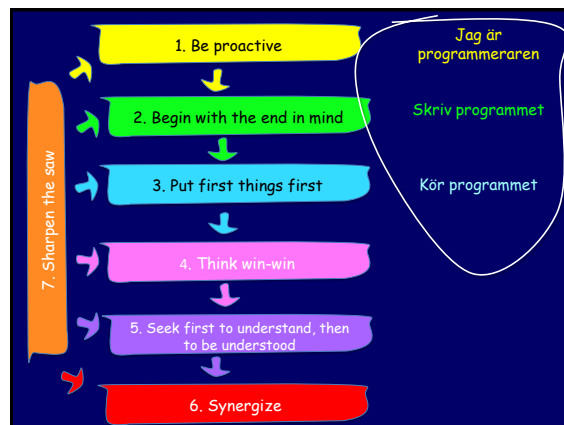 1. Be proactive
Jag är
programmeraren
2. Begin with the end in mind
Skriv programmet
3. Put first things first
Kör programmet
4. Think win-win
5. Seek first to understand, then
to be understood
6. Synergize
7. Sharpen the saw